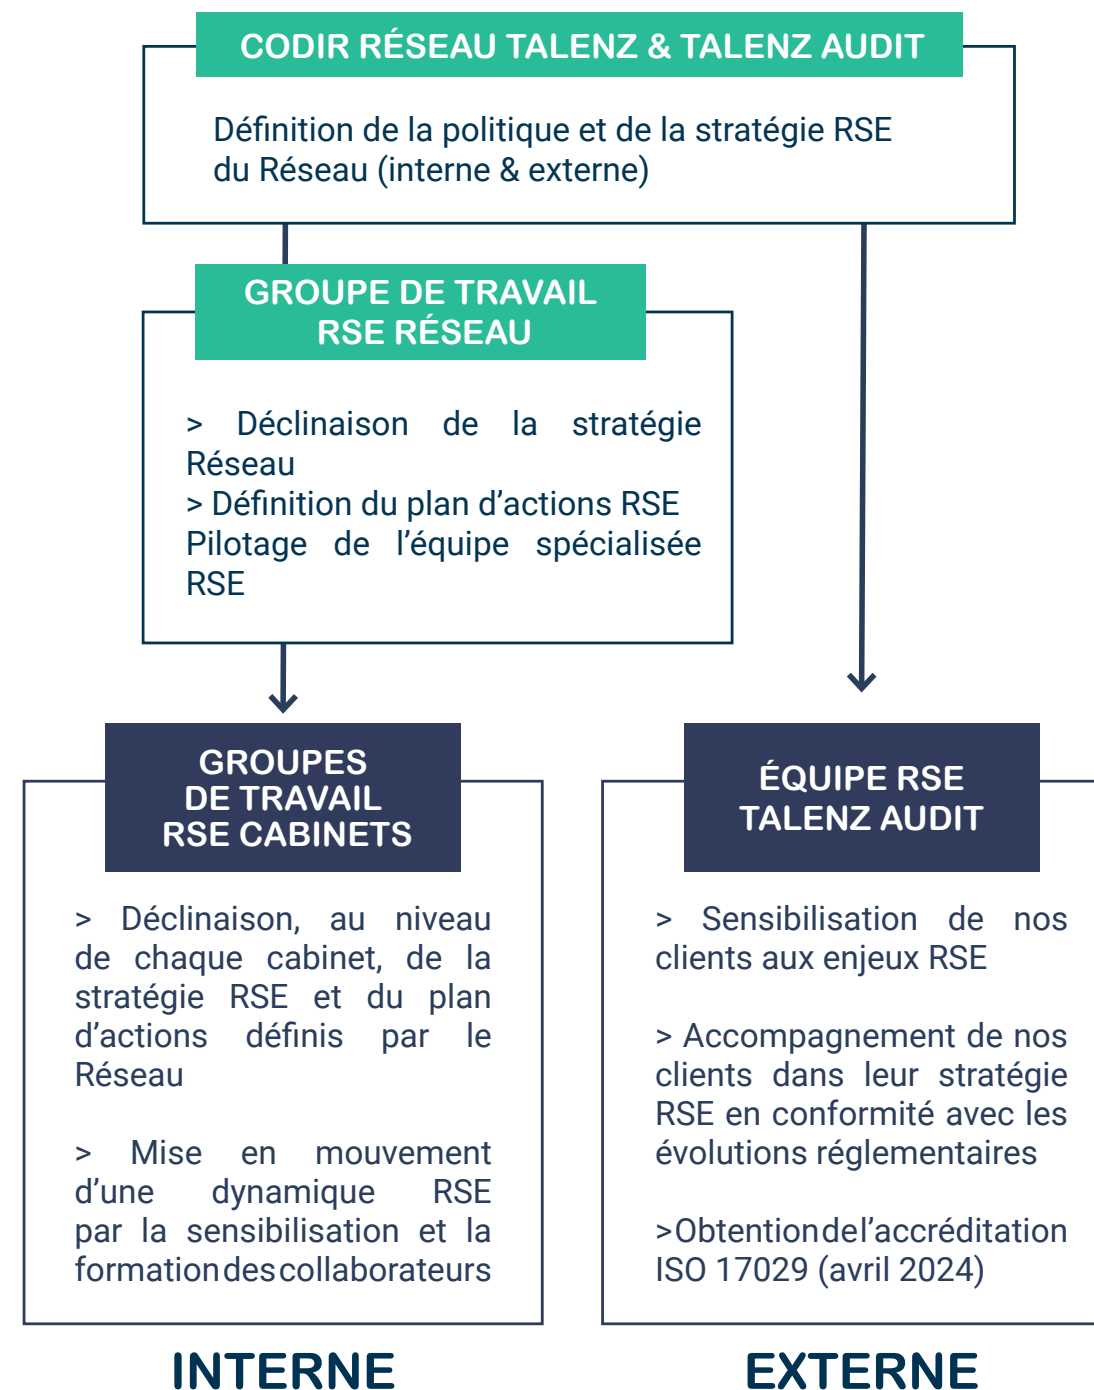 CODIR RÉSEAU TALENZ & TALENZ AUDIT
Définition de la politique et de la stratégie RSE
du Réseau (interne & externe)
GROUPE DE TRAVAIL
RSE RÉSEAU
> Déclinaison de la stratégie
Réseau
> Définition du plan d’actions RSE
Pilotage de l’équipe spécialisée
RSE
GROUPES
DE TRAVAIL
RSE CABINETS
> Déclinaison, au niveau
de chaque cabinet, de la
stratégie RSE et du plan
d’actions définis par le
Réseau
> Mise en mouvement
d’une dynamique RSE
par la sensibilisation et la
formation des collaborateurs
INTERNE
ÉQUIPE RSE
TALENZ AUDIT
> Sensibilisation de nos
clients aux enjeux RSE
> Accompagnement de nos
clients dans leur stratégie
RSE en conformité avec les
évolutions réglementaires
> Obtention de l’accréditation
ISO 17029 (avril 2024)
EXTERNE